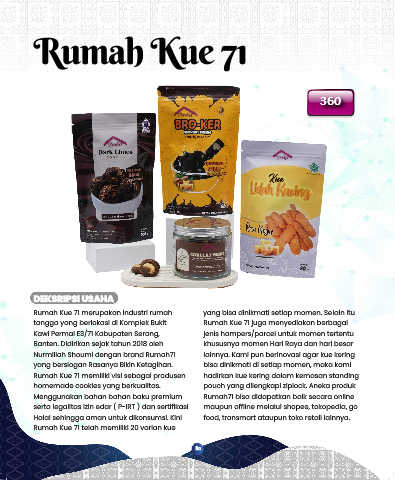 Rumah Kue 71
360
BRO-KER
Dark Limes
Kue
Lidah Kucing
DEKSRIPSI USAHA
Rumah Kue 71 merupakan industri rumah
tangga yang berlokasi di Komplek Bukit
Kawi Permai E3/71 Kabupaten Serang,
Banten. Didirikan sejak tahun 2018 oleh
Nurmiliah Shaumi dengan brand Rumah71
yang berslogan Rasanya Bikin Ketagihan.
Rumah Kue 71 memiliki visi sebagai produsen
homemade cookies yang berkualitas.
Menggunakan bahan bahan baku premium
serta legalitas izin edar ( P-IRT ) dan sertifikasi
Halal sehingga aman untuk dikonsumsi. Kini
Rumah Kue 71 telah memiliki 20 varian kue
yang bisa dinikmati setiap momen. Selain itu
Rumah Kue 71 juga menyediakan berbagai
jenis hampers/parcel untuk momen tertentu
khususnya momen Hari Raya dan hari besar
lainnya. Kami pun berinovasi agar kue kering
bisa dinikmati di setiap momen, maka kami
hadirkan kue kering dalam kemasan standing
pouch yang dilengkapi ziplock. Aneka produk
Rumah71 bisa didapatkan baik secara online
maupun offline melalui shopee, tokopedia, go
food, transmart ataupun toko retail lainnya.